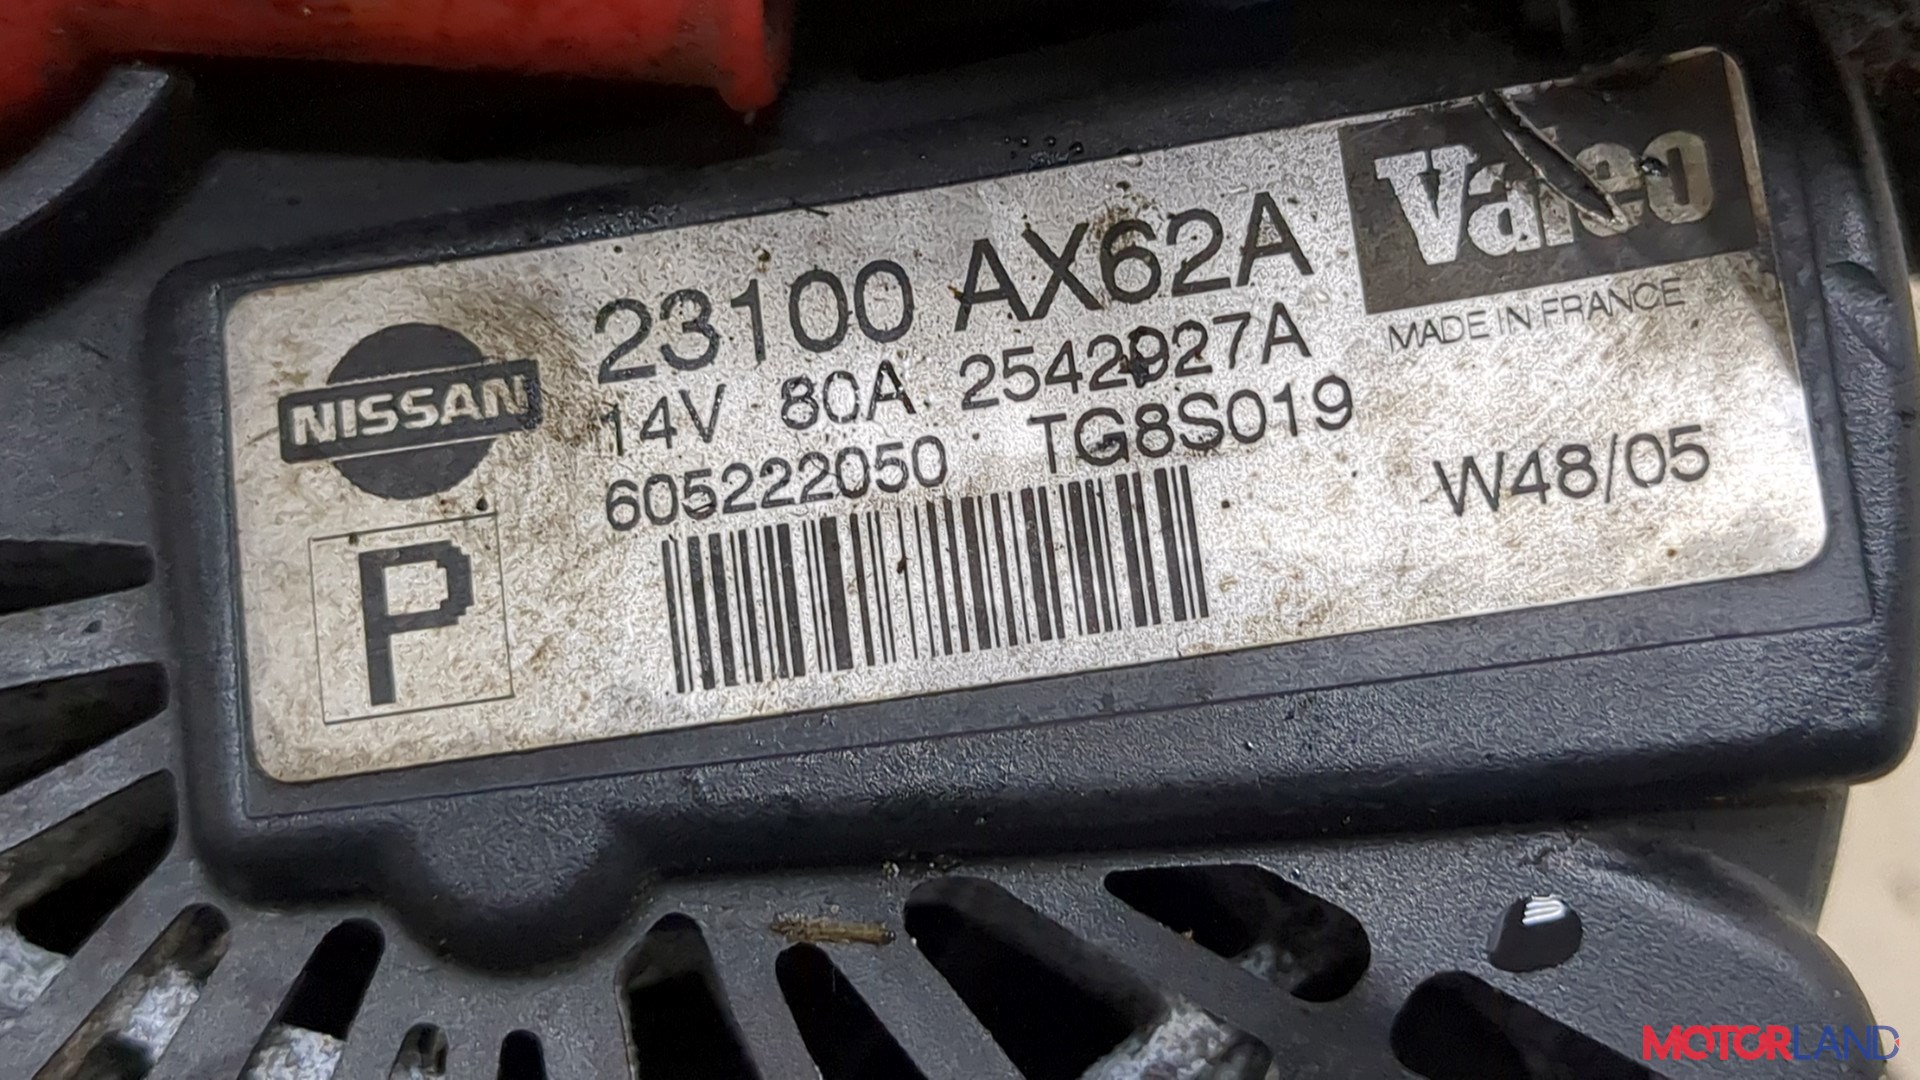 Valeo
MADE IN FRANCE
NISSAN
23100 AX62A
14V 80A 2542927A
605222050 TG8S019
W48/05
P
MOTORLAND